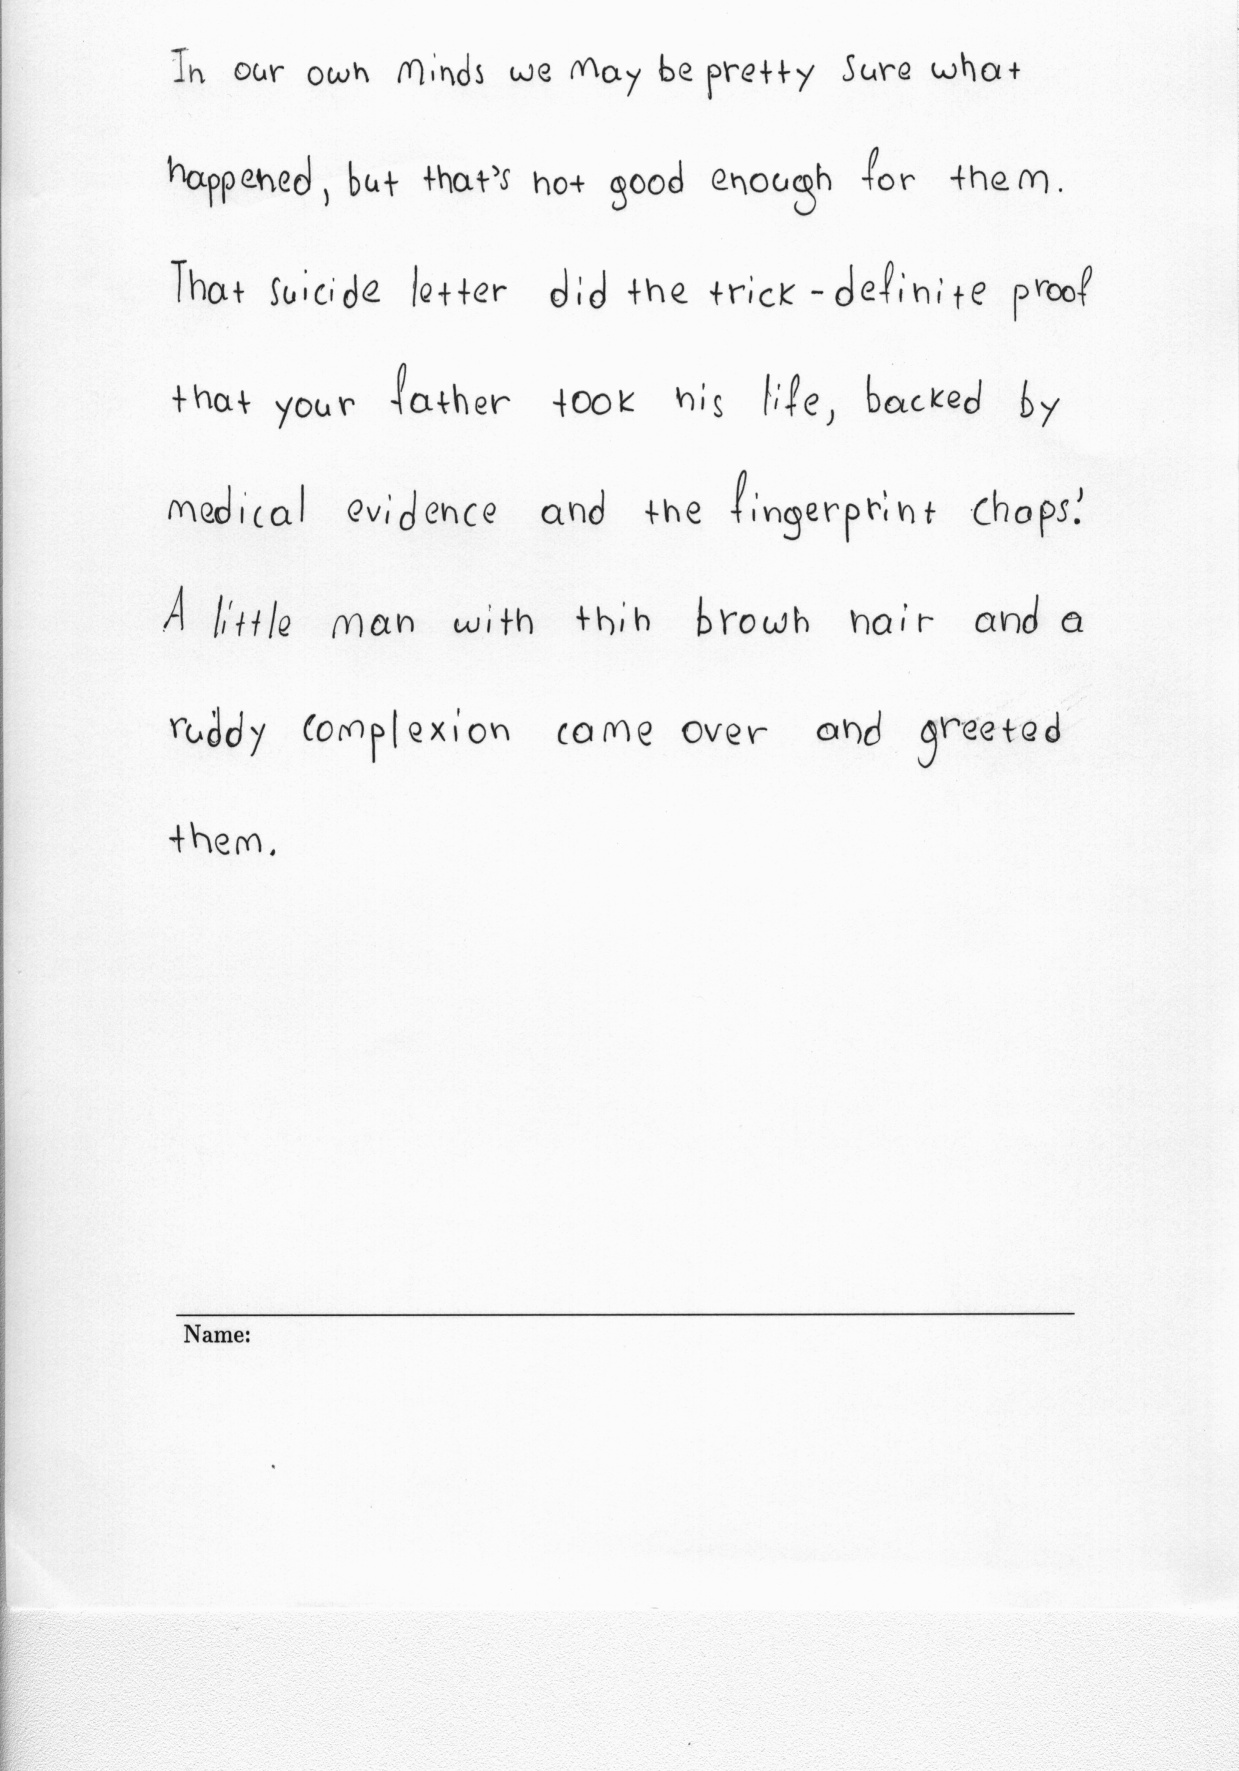 In our own minds we may be pretty sure what
happened, but that's not good enough for them.
That suicide letter did the trick - definite proof
that your father took his life, backed by
medical evidence and the fingerprint chaps.'
A little man with thin brown hair and a
ruddy complexion came over and greeted
them.
Name: